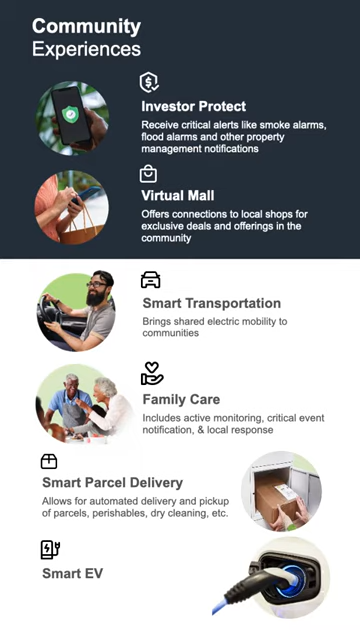 Community
Experiences
Investor Protect
Receive critical alerts like smoke alarms,
flood alarms and other property
management notifications
Virtual Mall
Offers connections to local shops for
exclusive deals and offerings in the
community
Smart Transportation
Brings shared electric mobility to
communities
Family Care
Includes active monitoring, critical event
notification, & local response
Smart Parcel Delivery
Allows for automated delivery and pickup
of parcels, perishables, dry cleaning, etc.
Smart EV